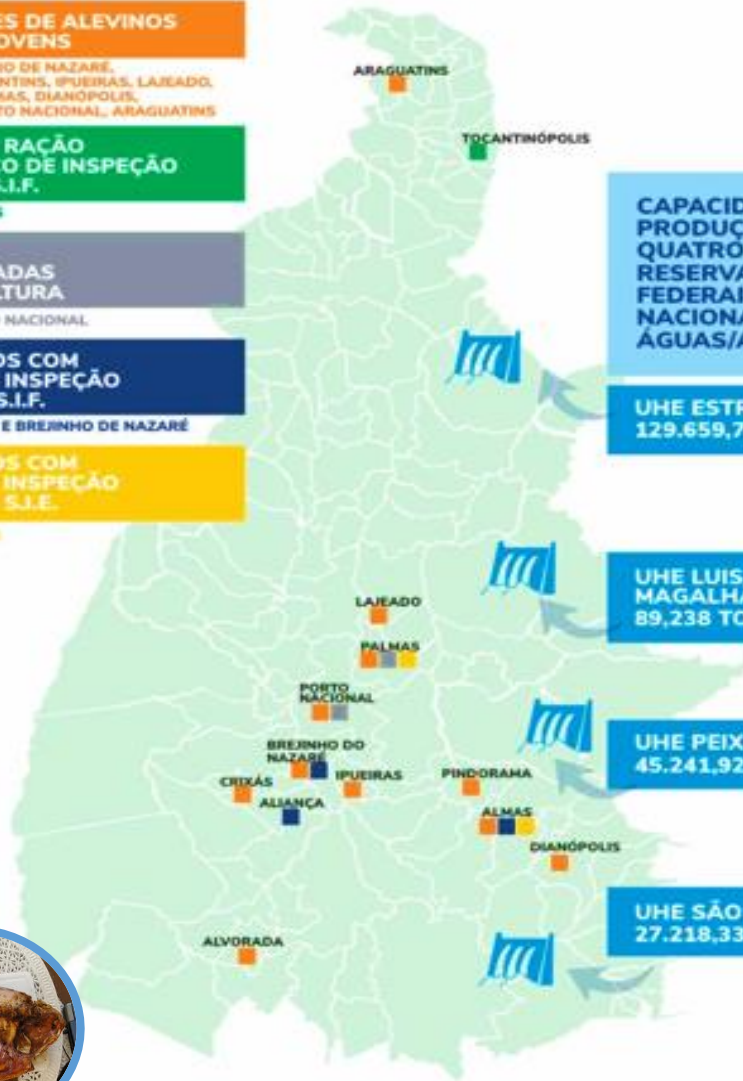 ES DE ALEVINOS
OVENS
IO DE NAZARÉ,
NTINS, IPUEIRAS, LAJEADO,
MAS, DIANÓPOLIS,
TO NACIONAL, ARAGUATINS
RAÇÃO
ÇO DE INSPEÇÃO
S.I.F.
S
ADAS
LTURA
O NACIONAL
OS COM
INSPEÇÃO
S.I.F.
E BREJINHO DE NAZARÉ
OS COM
INSPEÇÃO
S.I.E.
ARAGUATINS
TOCANTINÓPOLIS
LAJEADO
PALMAS
PORTO
NACIONAL
BREJINHO DO
NAZARÉ
CRIXÁS
IPUEIRAS
ALIANÇA
PINDORAMA
ALMAS
DIANÓPOLIS
ALVORADA
CAPACID
PRODUÇ
QUATRO
RESERVA
FEDERAI
NACIONA
ÁGUAS/A
UHE ESTR
129.659,7
UHE LUIS
MAGALHÃ
89,238 TO
UHE PEIX
45.241,92
UHE SÃO
27.218,33